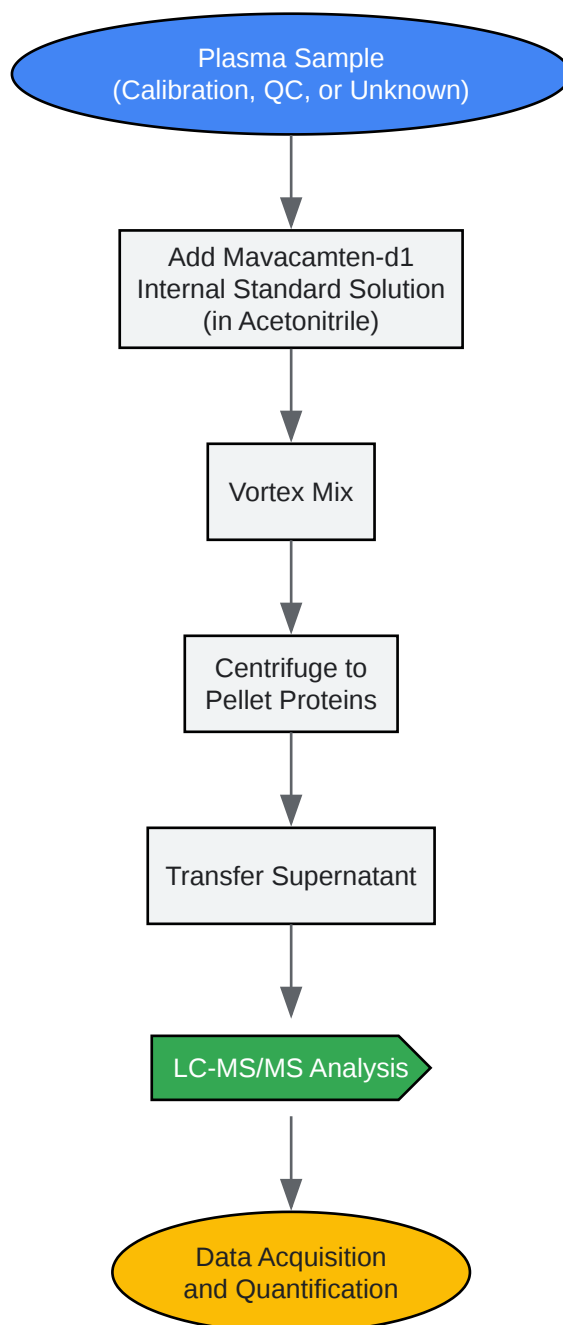 Plasma Sample
(Calibration, QC, or Unknown)
Add Mavacamten-d1
Internal Standard Solution
(in Acetonitrile)
Vortex Mix
Centrifuge to
Pellet Proteins
Transfer Supernatant
LC-MS/MS Analysis
Data Acquisition
and Quantification